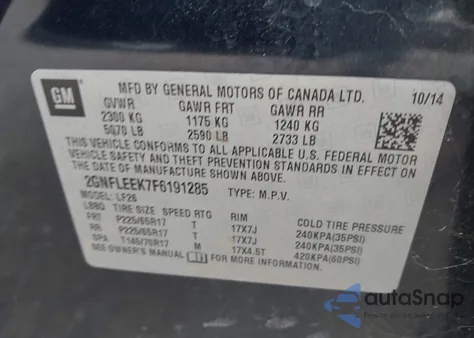 GM
MFD BY GENERAL MOTORS OF CANADA LTD. 10/14
GVWR GAWR FRT GAWR RR
2300 KG 1175 KG 1240 KG
5070 LB 2590 LB 2733 LB
THIS VEHICLE CONFORMS TO ALL APPLICABLE U.S. FEDERAL MOTOR
VEHICLE SAFETY AND THEFT PREVENTION STANDARDS IN EFFECT ON
THE DATE OF MANUFACTURE SHOWN ABOVE.
2GNFLEEK7F6191285 TYPE: M.P.V.
MODEL: LF26
LBBQ TIRE SIZE SPEED RTG RIM COLD TIRE PRESSURE
FRT P225/65R17 T 17X7J 240KPA(35PSI)
RR P225/65R17 T 17X7J 240KPA(35PSI)
SPA T145/70R17 M 17X4.5T 420KPA(60PSI)
SEE OWNER'S MANUAL FOR ADDITIONAL INFORMATION.
autoSnap